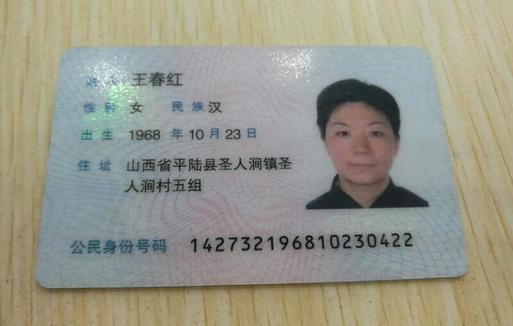 姓名 王春红
性别 女 民族 汉
出生 1968 年 10 月 23 日
住址 山西省平陆县圣人涧镇圣
人涧村五组
公民身份号码 142732196810230422